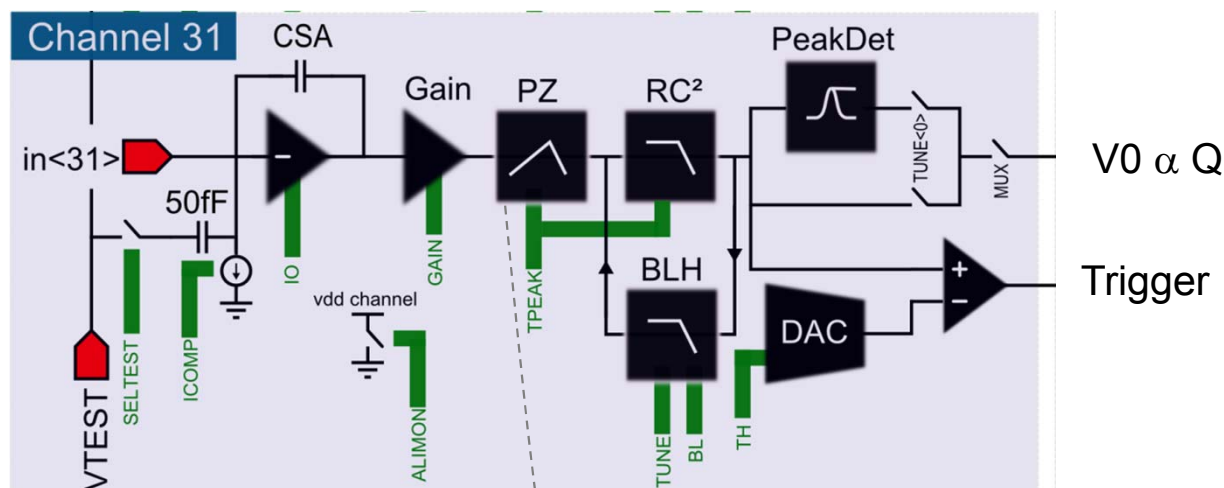 Channel 31
CSA
PeakDet
Gain
PZ
RC²
in<31>
TUNE<0>
MUX
V0 α Q
50fF
IO
GAIN
TPEAK
BLH
+
−
Trigger
vdd channel
DAC
SELTEST
ICOMP
ALIMON
TUNE
BL
TH
VTEST